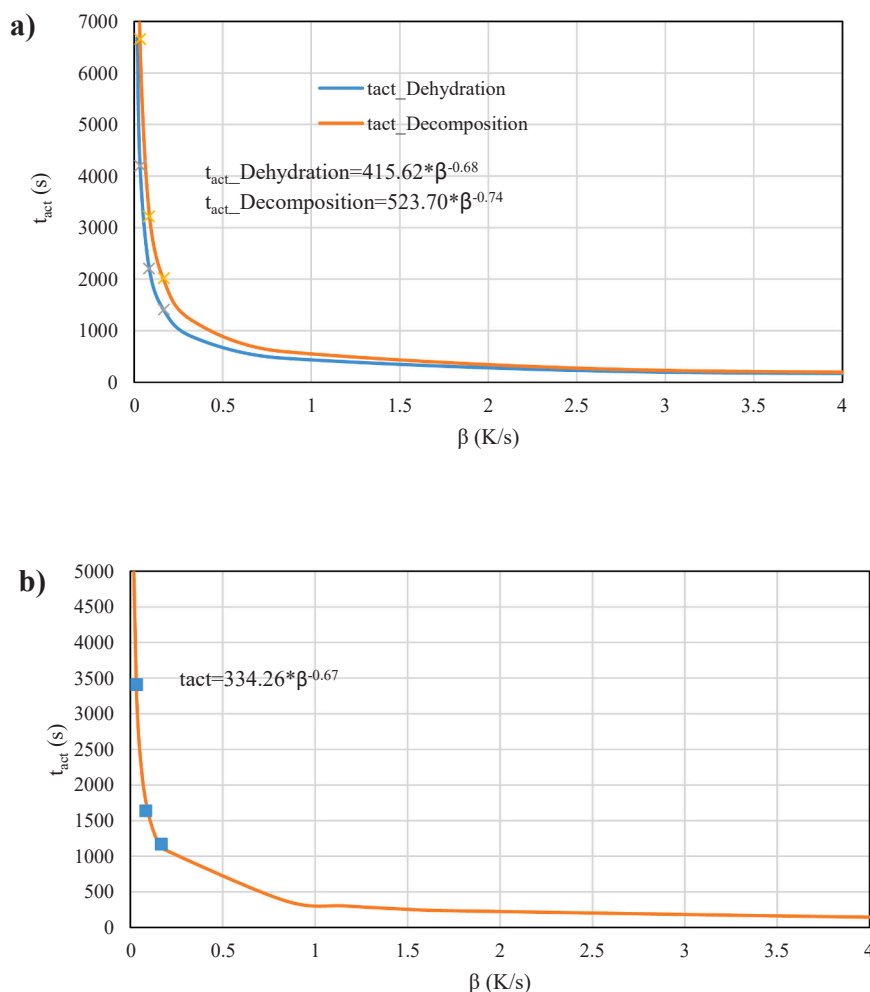 a)
7000
6000
5000
4000
3000
2000
1000
0
t_act (s)
tact_Dehydration
tact_Decomposition
t_act_Dehydration=415.62*β^-0.68
t_act_Decomposition=523.70*β^-0.74
0 0.5 1 1.5 2 2.5 3 3.5 4
β (K/s)
b)
5000
4500
4000
3500
3000
2500
2000
1500
1000
500
0
t_act (s)
tact=334.26*β^-0.67
0 0.5 1 1.5 2 2.5 3 3.5 4
β (K/s)